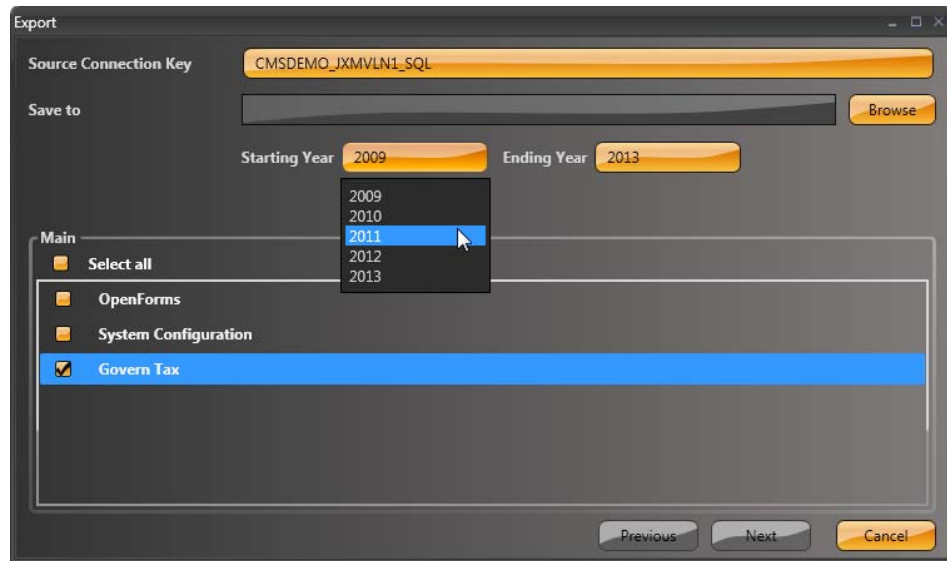 Export
Source Connection Key CMSDEMO_JXMVLN1_SQL
Save to Browse
Starting Year 2009 Ending Year 2013
2009
2010
2011
2012
2013
Main
Select all
OpenForms
System Configuration
Govern Tax
Previous Next Cancel